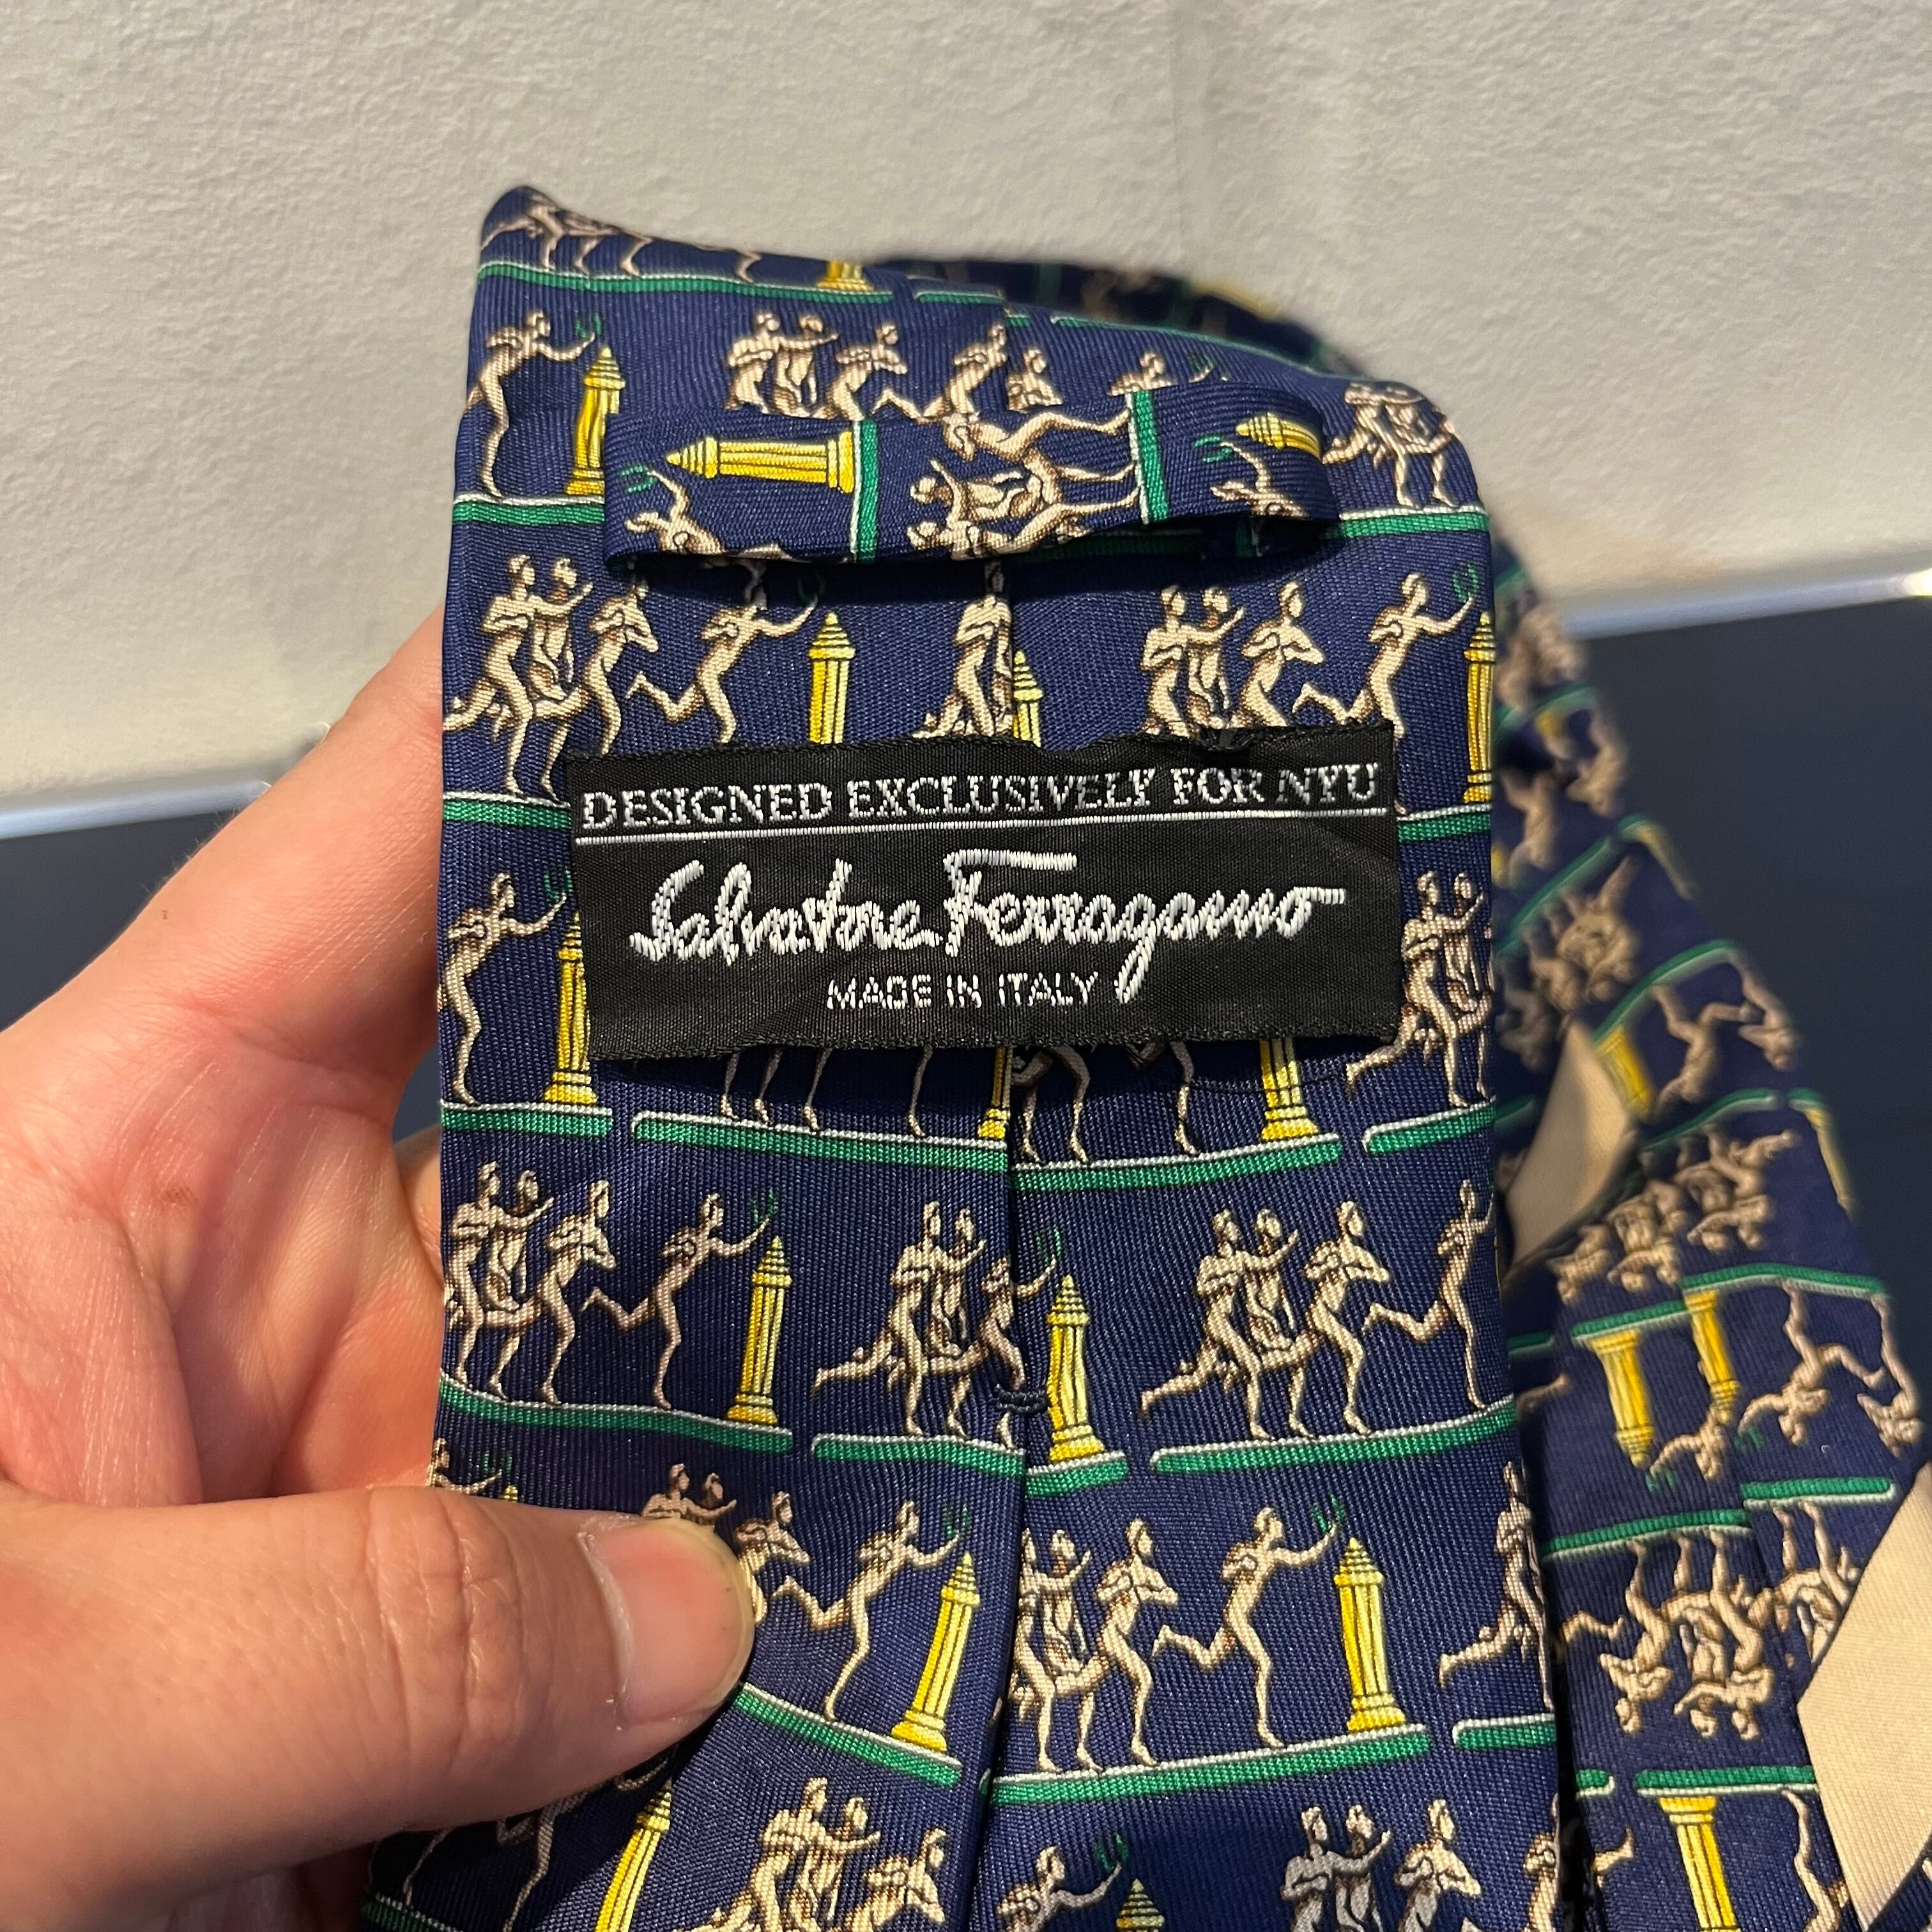 DESIGNED EXCLUSIVELY FOR NYU
Salvatore Ferragamo
MADE IN ITALY